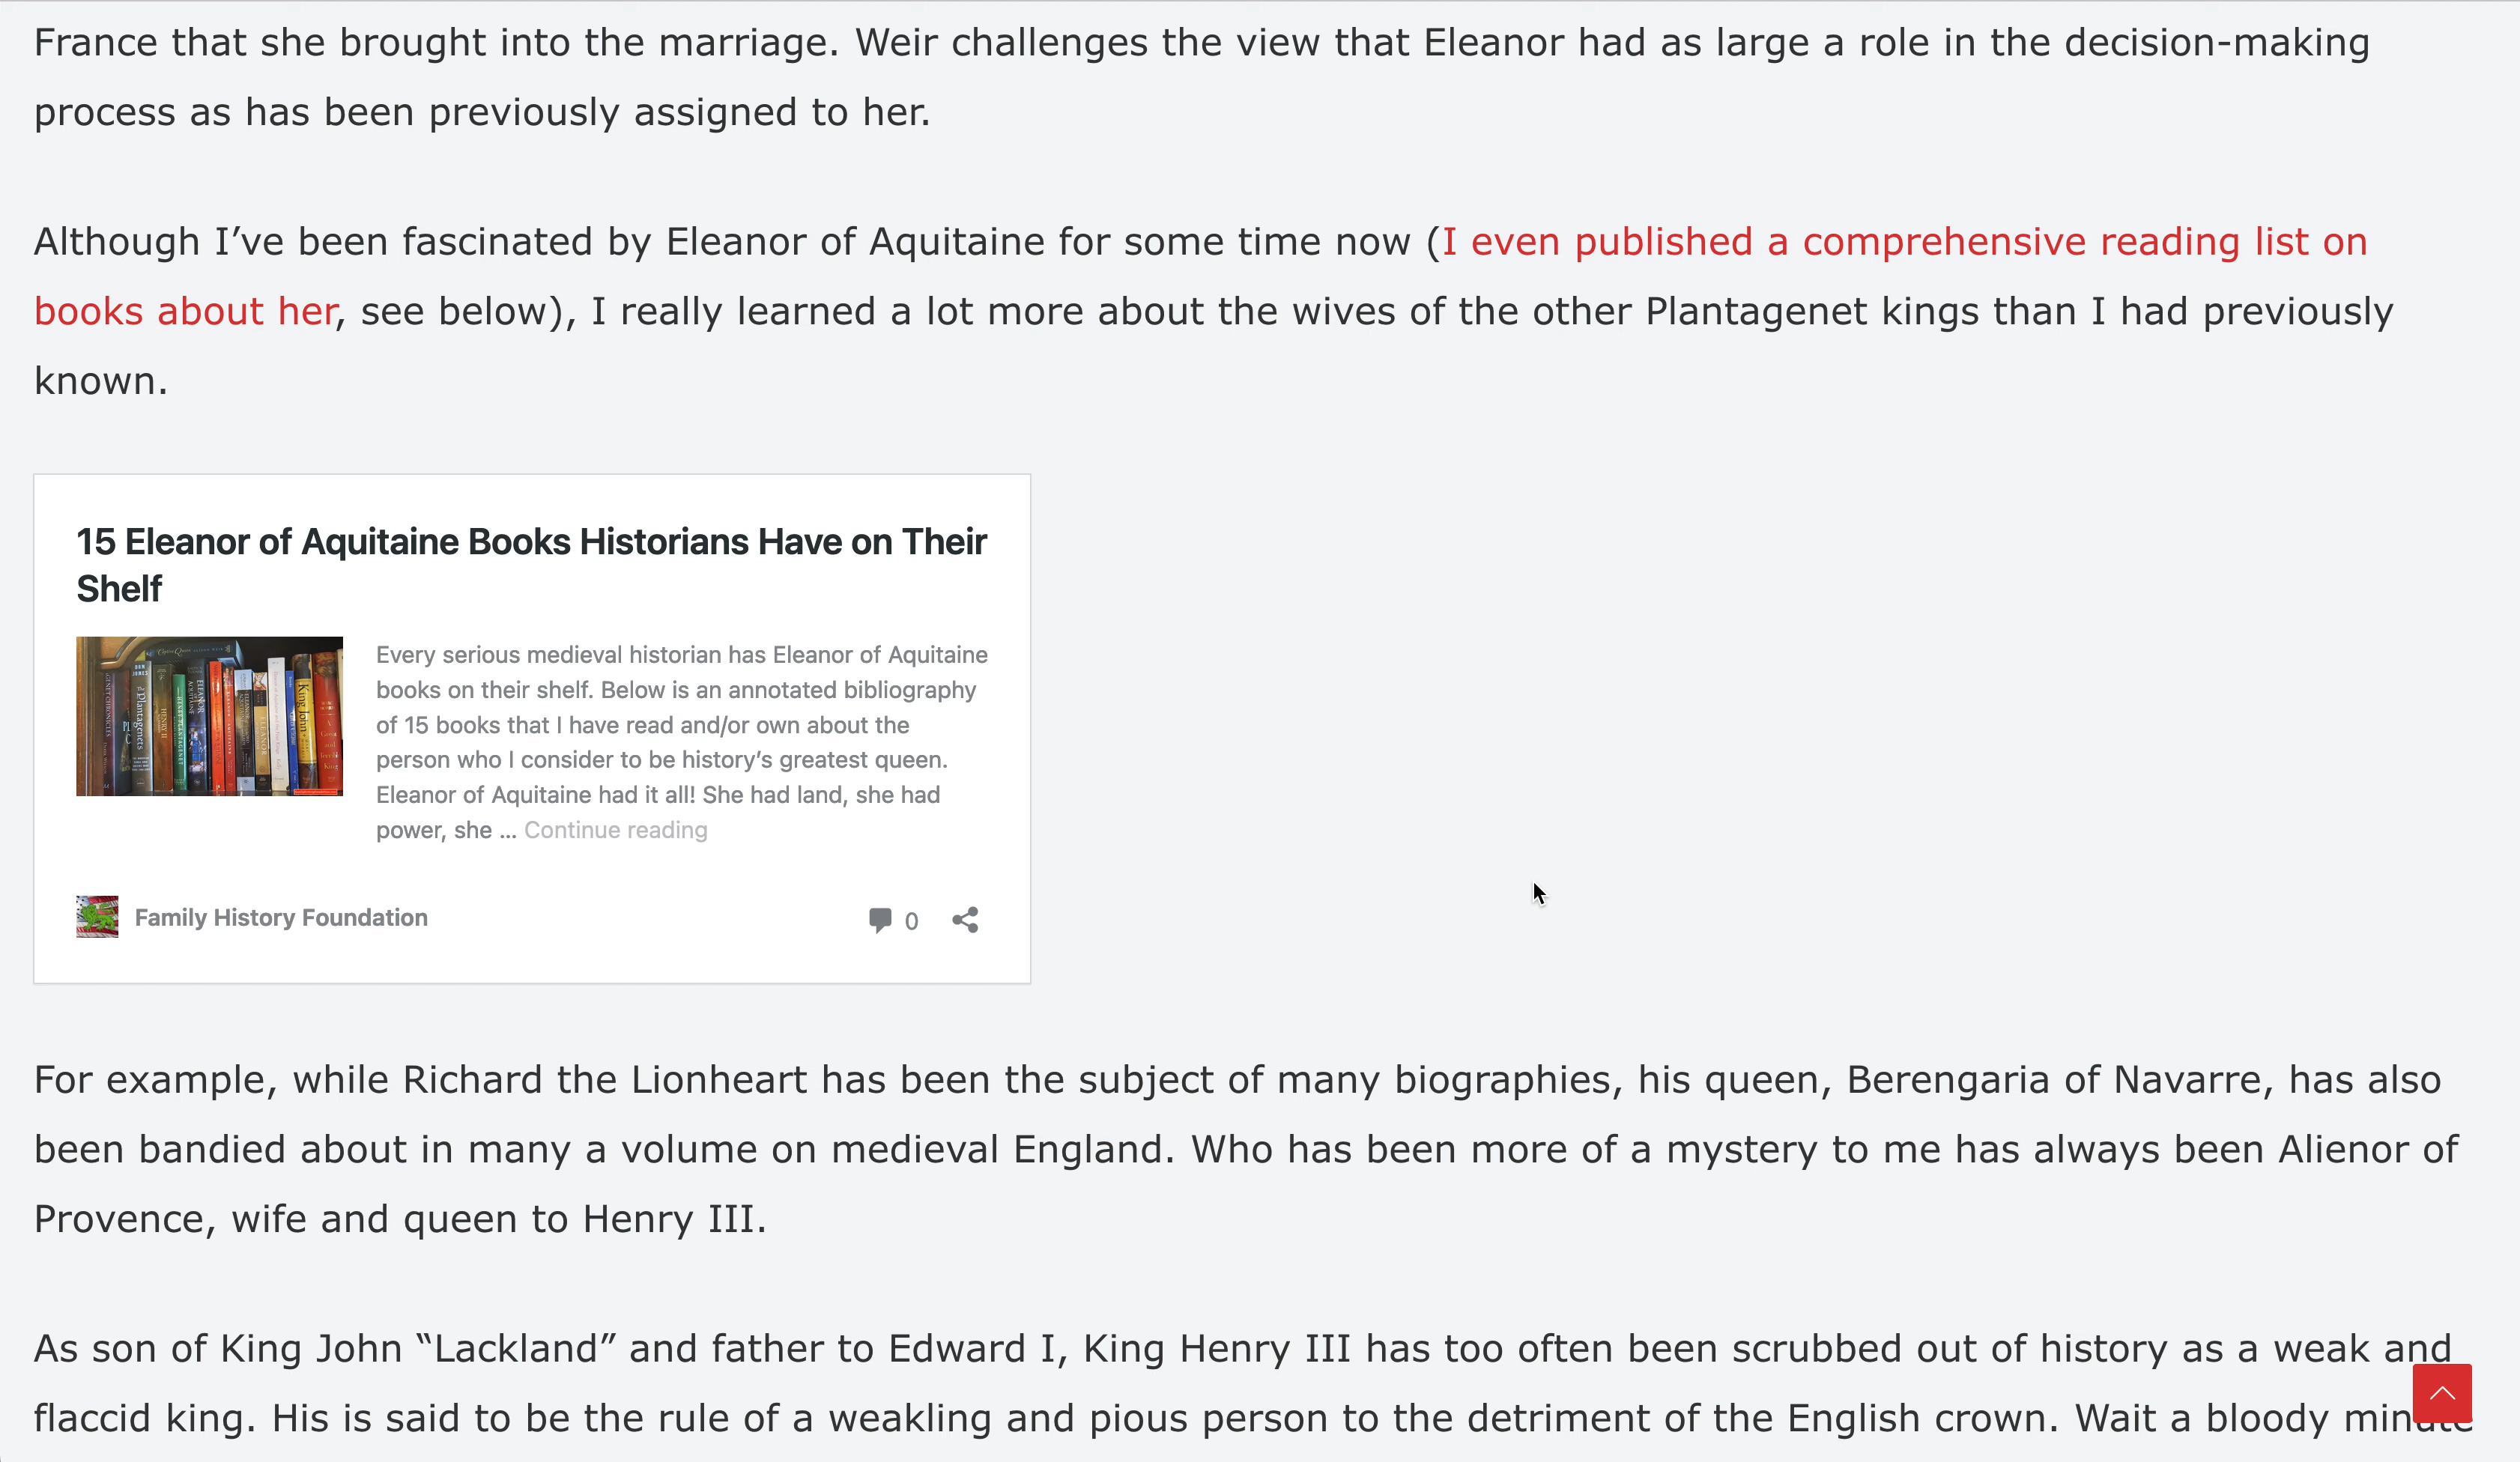 France that she brought into the marriage. Weir challenges the view that Eleanor had as large a role in the decision-making
process as has been previously assigned to her.
Although I’ve been fascinated by Eleanor of Aquitaine for some time now (I even published a comprehensive reading list on
books about her, see below), I really learned a lot more about the wives of the other Plantagenet kings than I had previously
known.
15 Eleanor of Aquitaine Books Historians Have on Their
Shelf
Every serious medieval historian has Eleanor of Aquitaine
books on their shelf. Below is an annotated bibliography
of 15 books that I have read and/or own about the
person who I consider to be history’s greatest queen.
Eleanor of Aquitaine had it all! She had land, she had
power, she ... Continue reading
Plantagenets
King John
Family History Foundation
0
For example, while Richard the Lionheart has been the subject of many biographies, his queen, Berengaria of Navarre, has also
been bandied about in many a volume on medieval England. Who has been more of a mystery to me has always been Alienor of
Provence, wife and queen to Henry III.
As son of King John “Lackland” and father to Edward I, King Henry III has too often been scrubbed out of history as a weak and
flaccid king. His is said to be the rule of a weakling and pious person to the detriment of the English crown. Wait a bloody minute